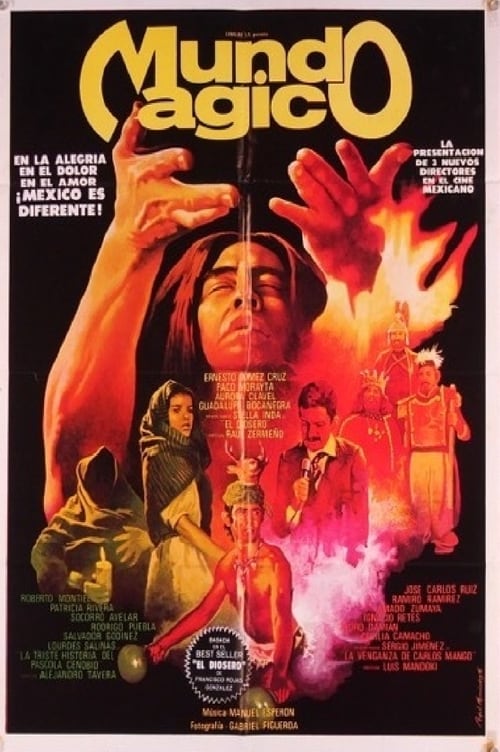 Mundo
Magico
EN LA ALEGRIA
EN EL DOLOR
EN EL AMOR
¡MEXICO ES
DIFERENTE!
LA
PRESENTACION
DE 3 NUEVOS
DIRECTORES
EN EL CINE
MEXICANO
ERNESTO GOMEZ CRUZ
PACO MORAYTA
AURORA CLAVEL
GUADALUPE BOCANEGRA
STELLA INDA
EL DIOSERO
RAUL ZERMEÑO
ROBERTO MONTIEL
PATRICIA RIVERA
SOCORRO AVELAR
RODRIGO PUEBLA
SALVADOR GODINEZ
LOURDES SALINAS
LA TRISTE HISTORIA DEL
PASCOLA CENOBIO
ALEJANDRO TAVERA
JOSE CARLOS RUIZ
RAMIRO RAMIREZ
AMADO ZUMAYA
IGNACIO RETES
DAMIAN
CECILIA CAMACHO
SERGIO JIMENEZ
LA VENGANZA DE CARLOS MANGO
LUIS MANDOKI
BASADA
EN EL
BEST SELLER
"EL DIOSERO"
DE FRANCISCO ROJAS
GONZALEZ
Música MANUEL ESPERON
Fotografía GABRIEL FIGUEROA